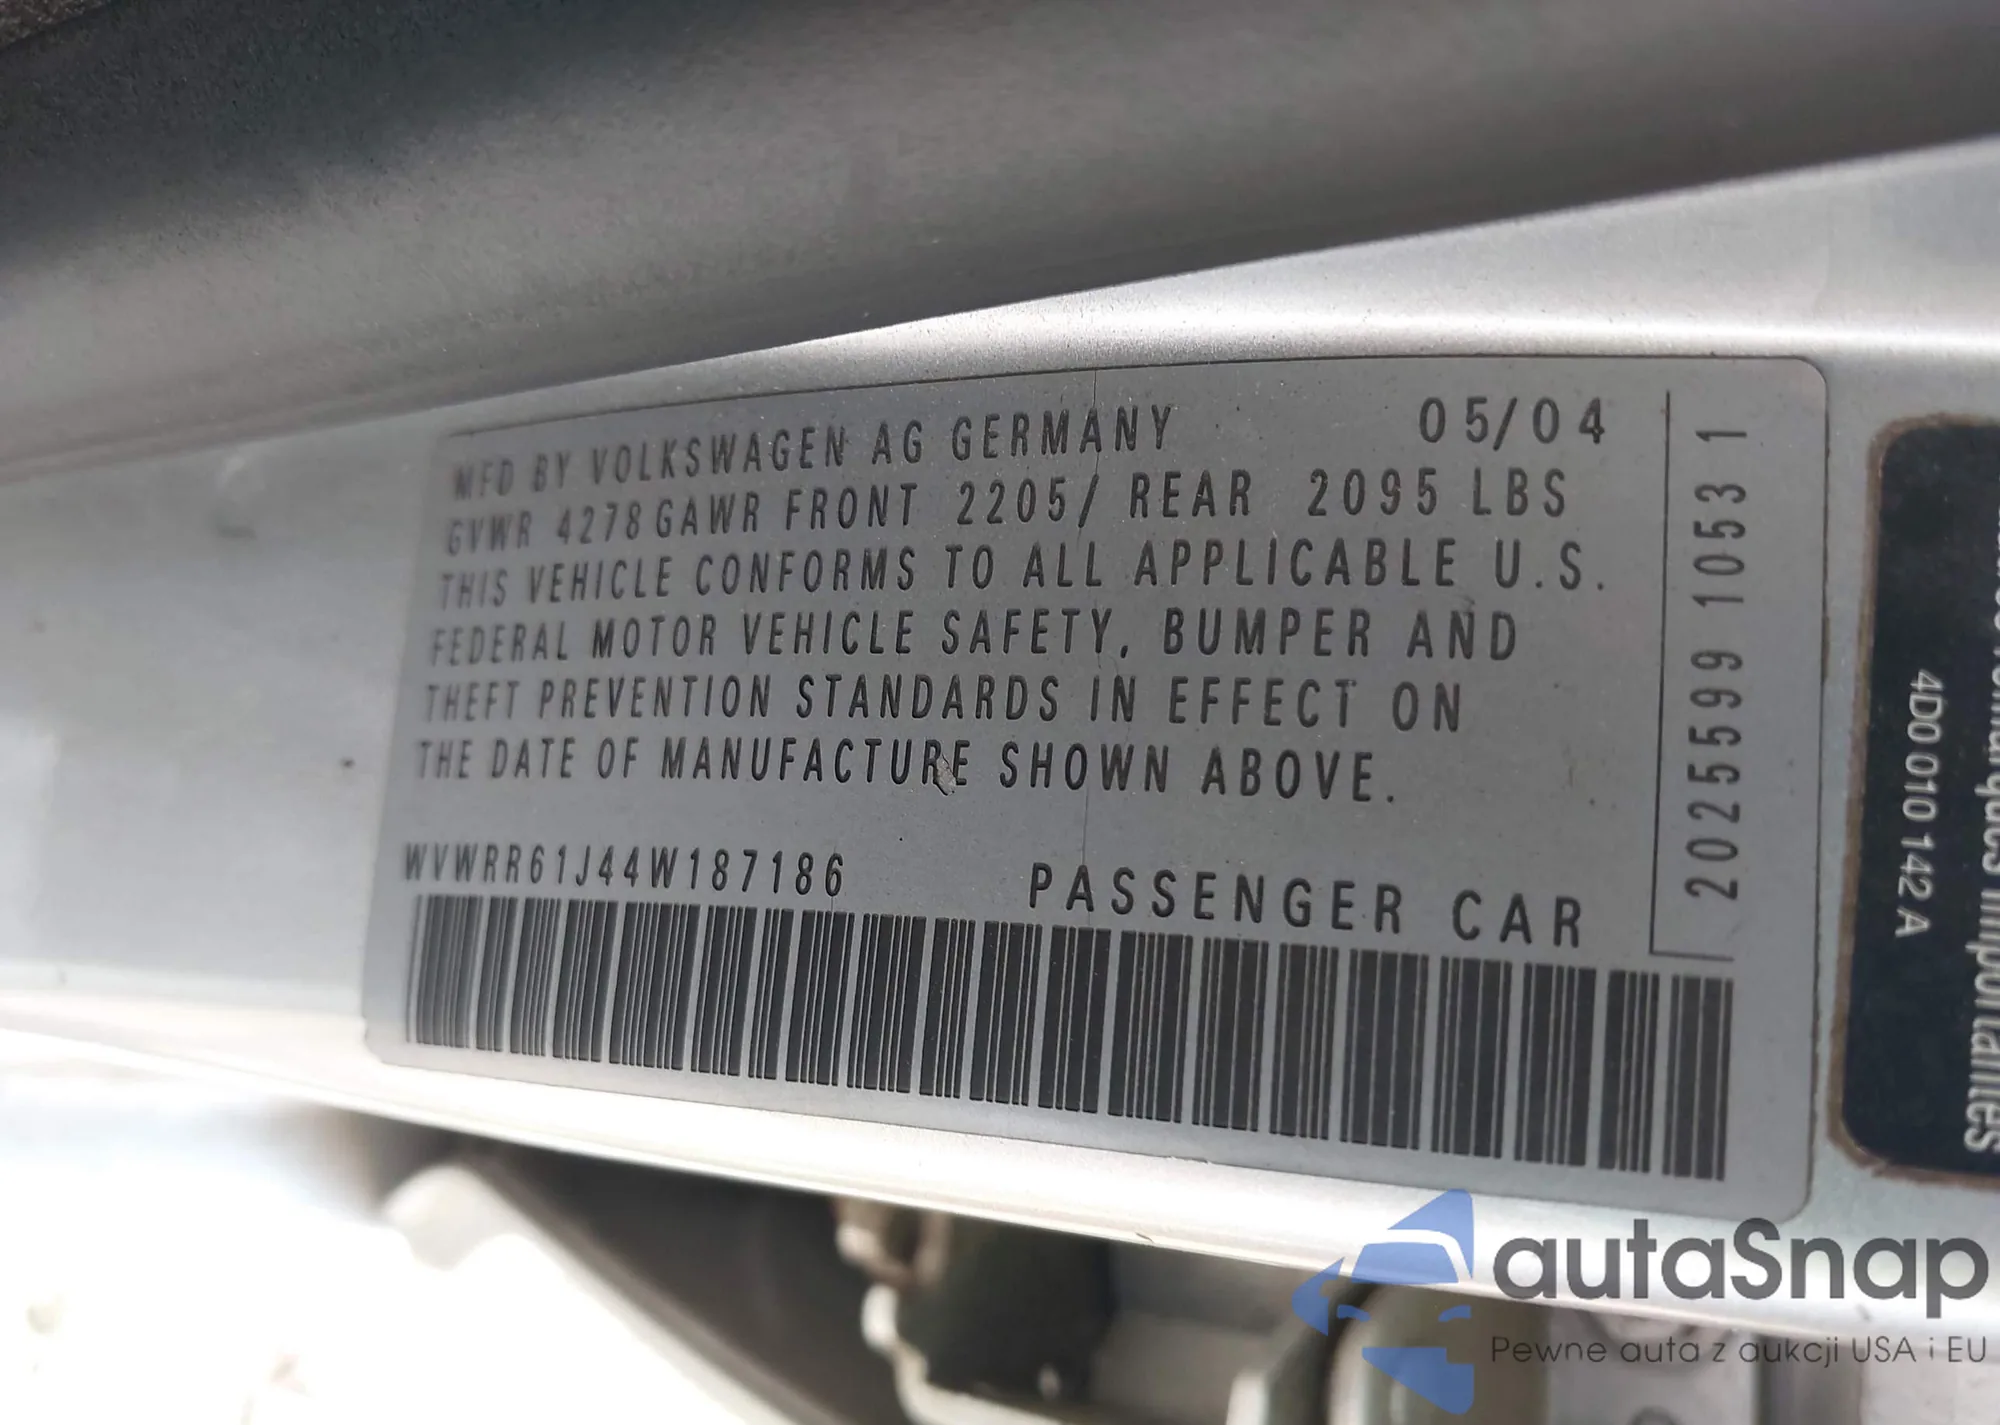 MFD BY VOLKSWAGEN AG GERMANY 05/04
GVWR 4278 GAWR FRONT 2205/ REAR 2095 LBS
THIS VEHICLE CONFORMS TO ALL APPLICABLE U.S.
FEDERAL MOTOR VEHICLE SAFETY, BUMPER AND
THEFT PREVENTION STANDARDS IN EFFECT ON
THE DATE OF MANUFACTURE SHOWN ABOVE.
WVWRR61J44W187186 PASSENGER CAR
2025599 1053 1
4D0 010 142 A
importantes
autaSnap
Pewne auta z aukcji USA i EU